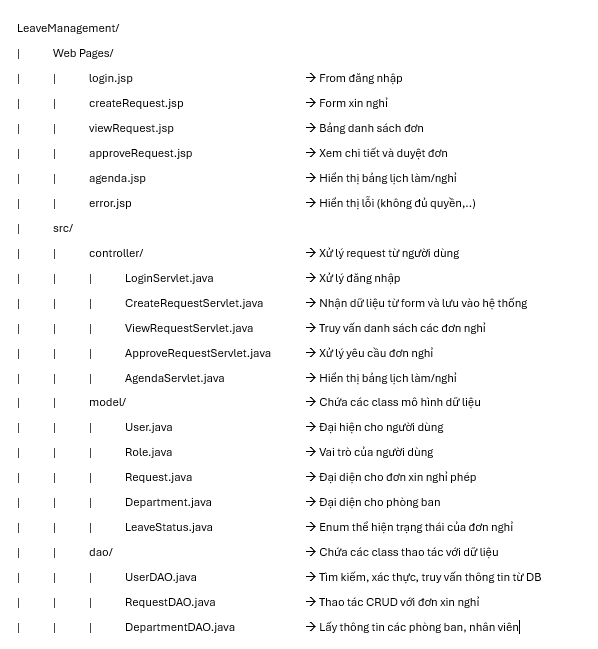 LeaveManagement/
| Web Pages/
| | login.jsp → From đăng nhập
| | createRequest.jsp → Form xin nghỉ
| | viewRequest.jsp → Bảng danh sách đơn
| | approveRequest.jsp → Xem chi tiết và duyệt đơn
| | agenda.jsp → Hiển thị bảng lịch làm/nghỉ
| | error.jsp → Hiển thị lỗi (không đủ quyền,..)
| src/
| | controller/ → Xử lý request từ người dùng
| | | LoginServlet.java → Xử lý đăng nhập
| | | CreateRequestServlet.java → Nhận dữ liệu từ form và lưu vào hệ thống
| | | ViewRequestServlet.java → Truy vấn danh sách các đơn nghỉ
| | | ApproveRequestServlet.java → Xử lý yêu cầu đơn nghỉ
| | | AgendaServlet.java → Hiển thị bảng lịch làm/nghỉ
| | model/ → Chứa các class mô hình dữ liệu
| | | User.java → Đại hiện cho người dùng
| | | Role.java → Vai trò của người dùng
| | | Request.java → Đại diện cho đơn xin nghỉ phép
| | | Department.java → Đại diện cho phòng ban
| | | LeaveStatus.java → Enum thể hiện trạng thái của đơn nghỉ
| | dao/ → Chứa các class thao tác với dữ liệu
| | | UserDAO.java → Tìm kiếm, xác thực, truy vấn thông tin từ DB
| | | RequestDAO.java → Thao tác CRUD với đơn xin nghỉ
| | | DepartmentDAO.java → Lấy thông tin các phòng ban, nhân viên